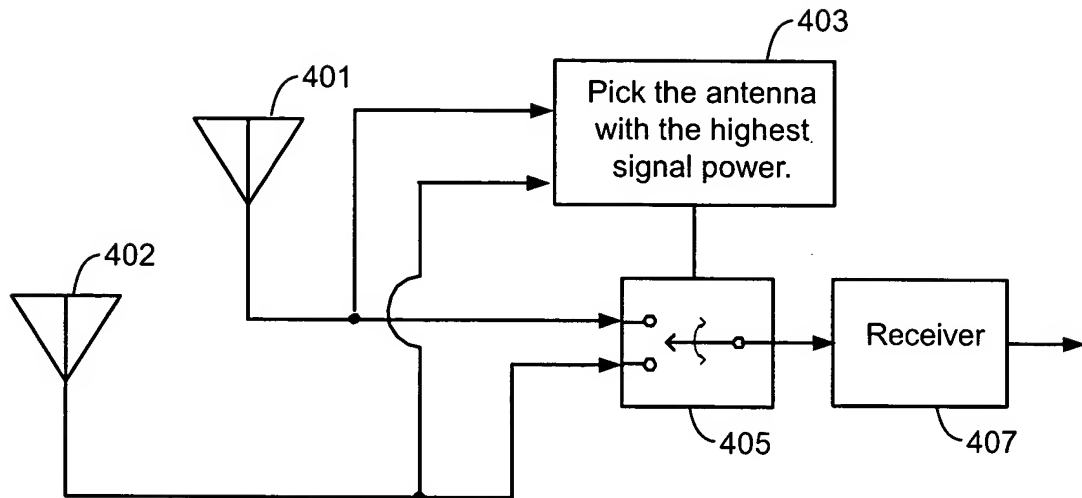 403
401
Pick the antenna
with the highest
signal power.
402
Receiver
405
407